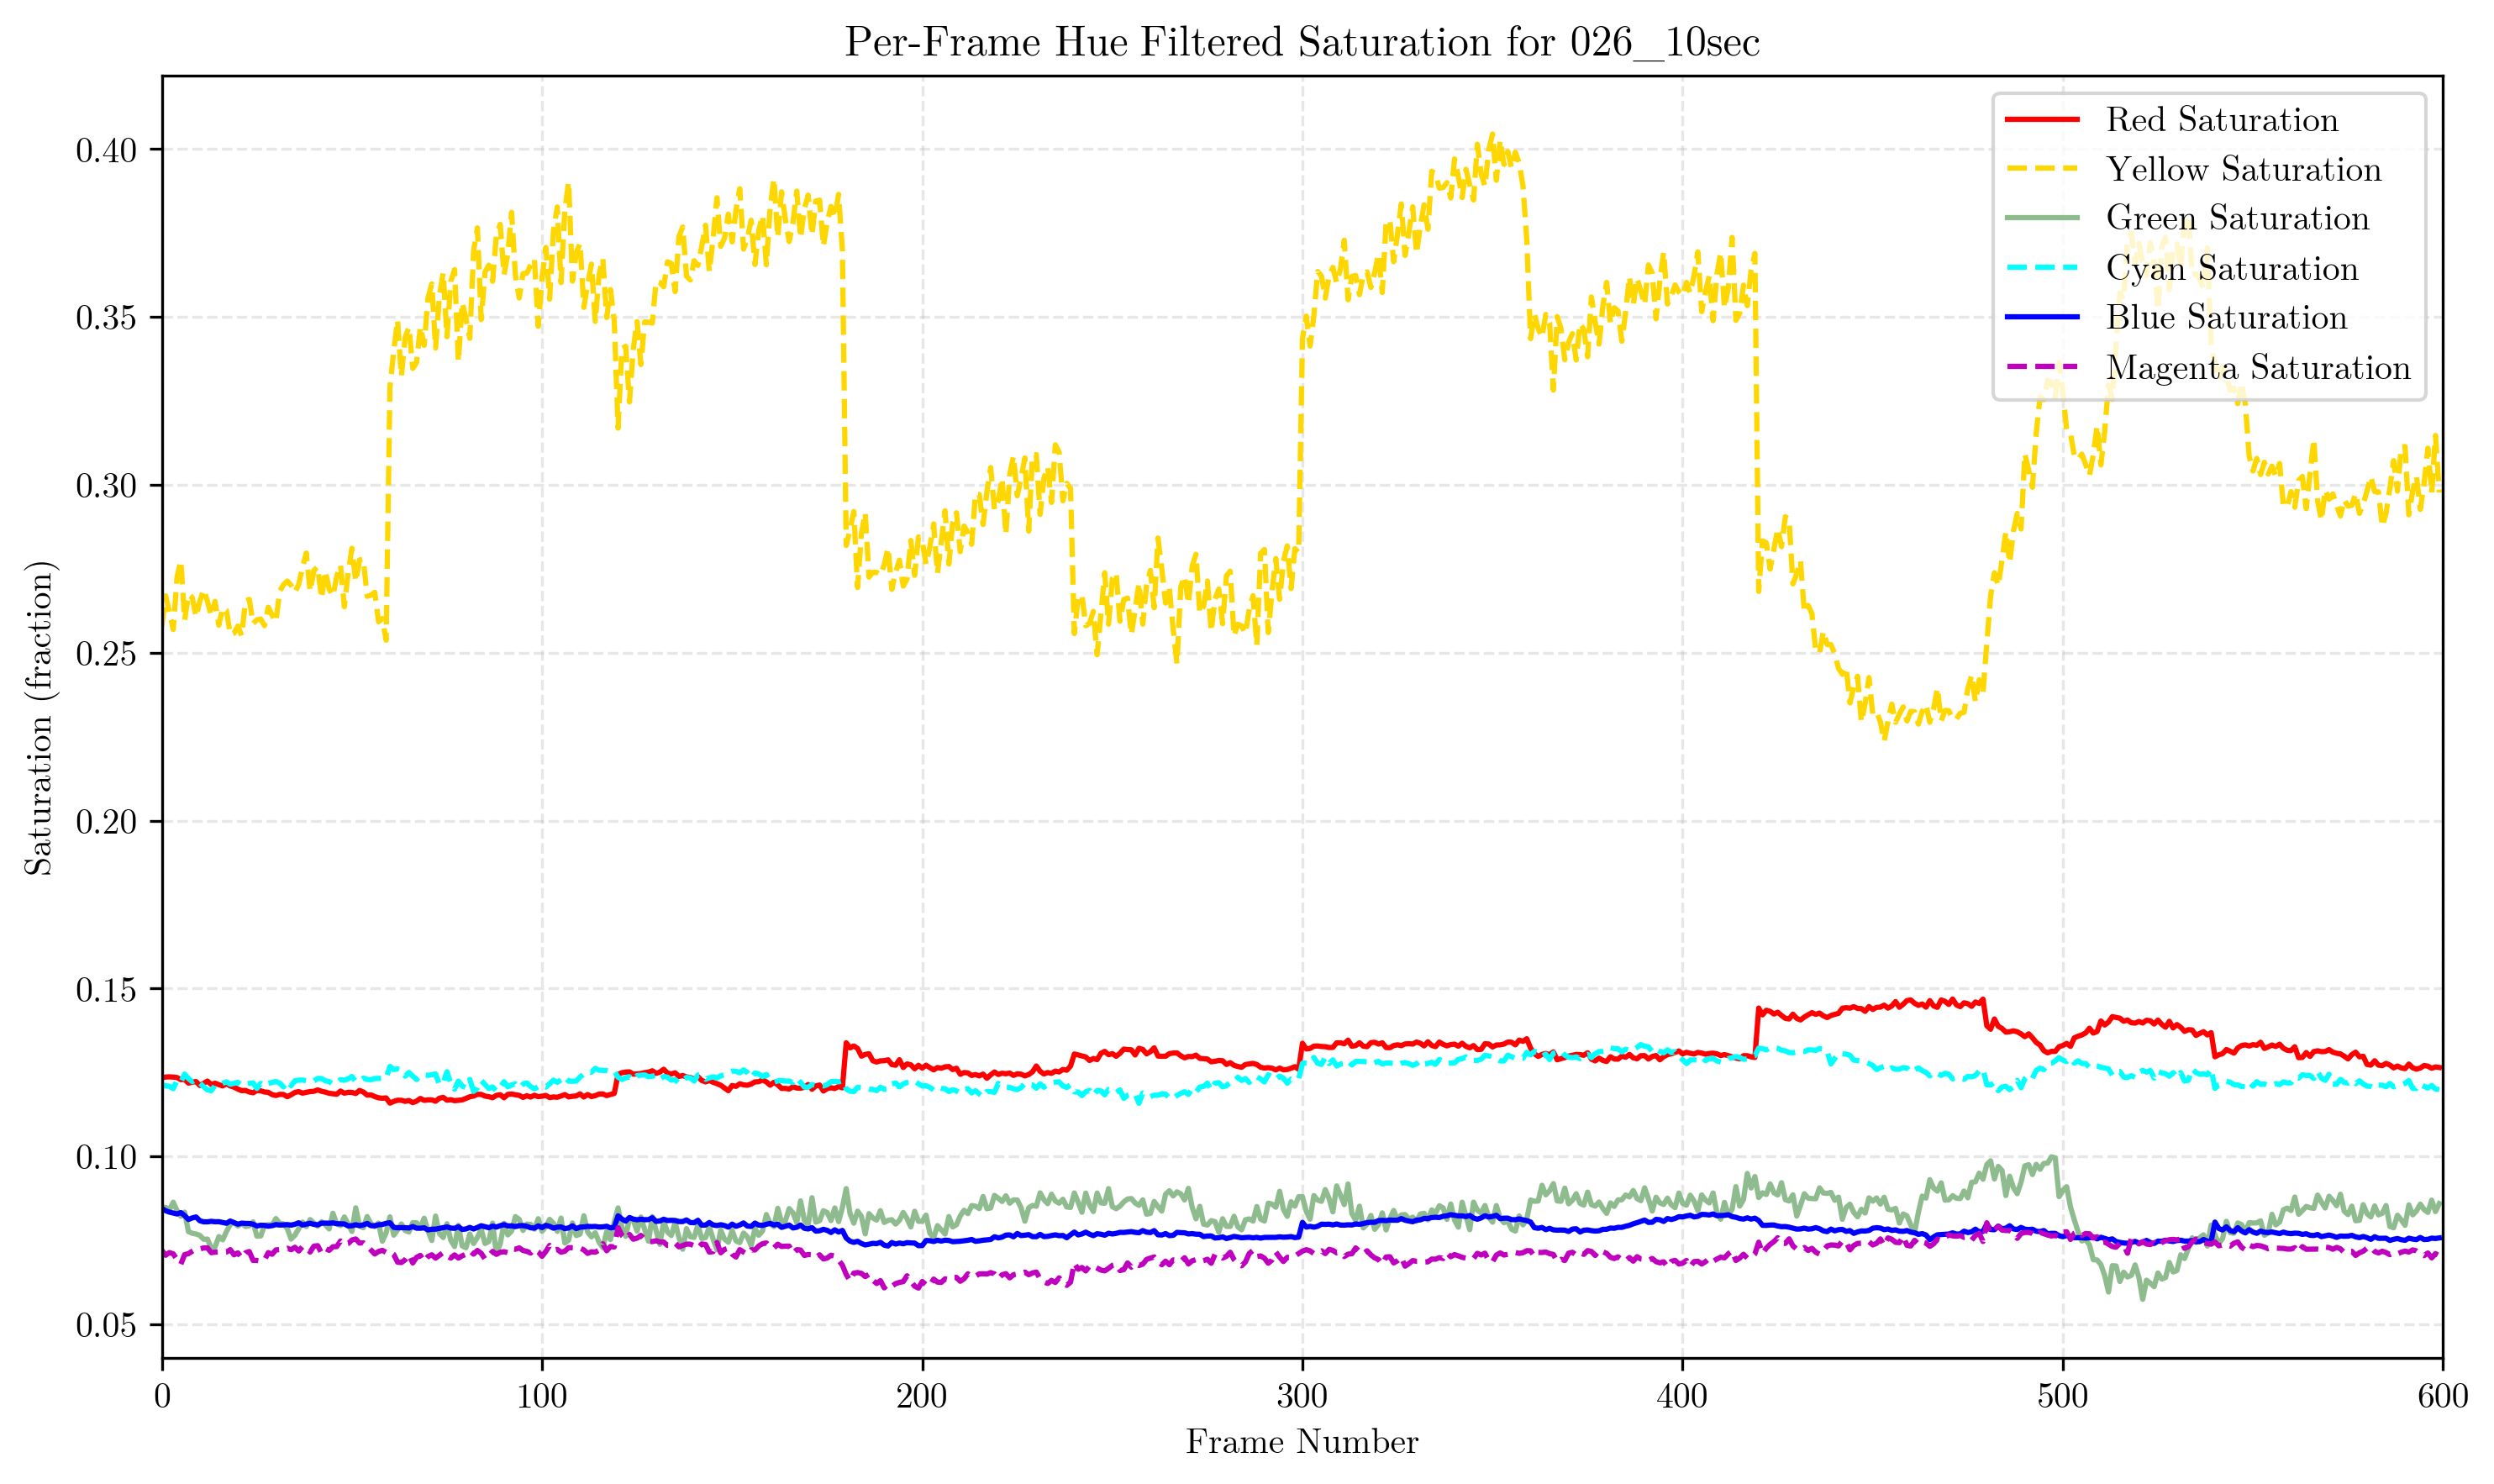 Per-Frame Hue Filtered Saturation for 026__10sec
Red Saturation
Yellow Saturation
Green Saturation
Cyan Saturation
Blue Saturation
Magenta Saturation
Saturation (fraction)
0.40
0.35
0.30
0.25
0.20
0.15
0.10
0.05
0 100 200 300 400 500 600
Frame Number